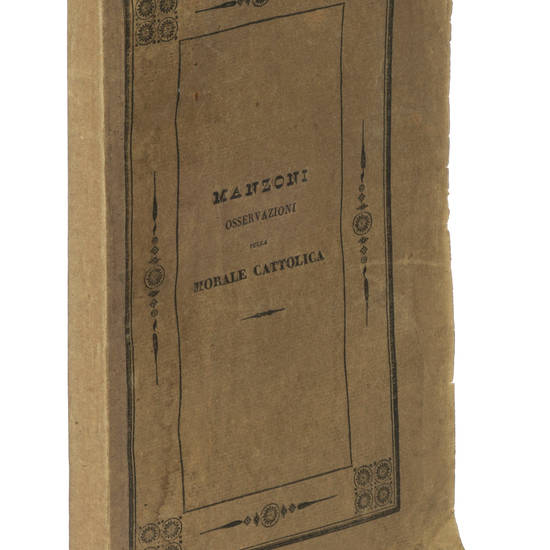 MANZONI
OSSERVAZIONI
SULLA
MORALE CATTOLICA